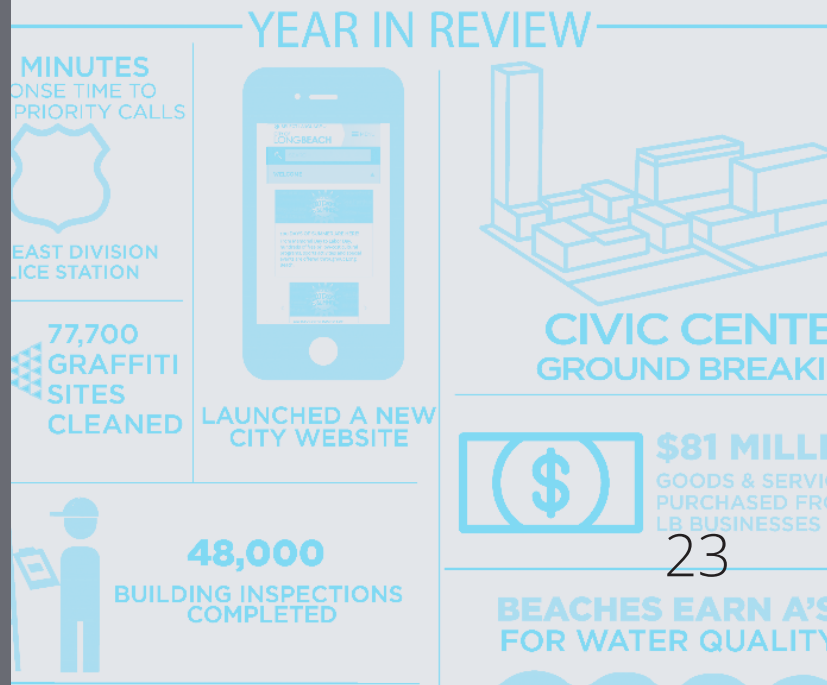 YEAR IN REVIEW
MINUTES
ONSE TIME TO
PRIORITY CALLS
EAST DIVISION
LICE STATION
77,700
GRAFFITI
SITES
CLEANED
LONGBEACH
LAUNCHED A NEW
CITY WEBSITE
48,000
BUILDING INSPECTIONS
COMPLETED
CIVIC CENTE
GROUND BREAKI
$
$81 MILLI
GOODS & SERVIC
PURCHASED FRO
LB BUSINESSES
23
BEACHES EARN A'S
FOR WATER QUALITY